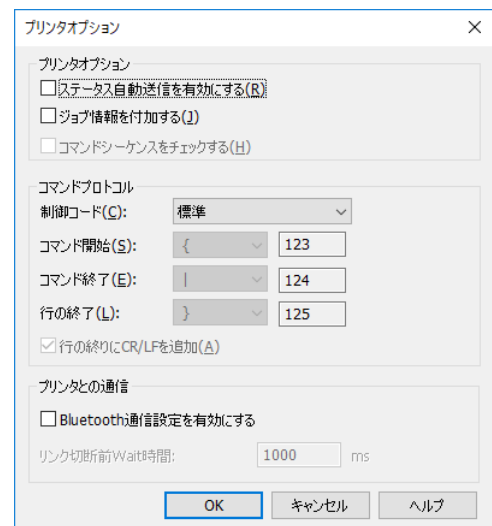 プリンタオプション
プリンタオプション
ステータス自動送信を有効にする(R)
ジョブ情報を付加する(J)
コマンドシーケンスをチェックする(H)
コマンドプロトコル
制御コード(C): 標準
コマンド開始(S): { 123
コマンド終了(E): | 124
行の終了(L): } 125
行の終りにCR/LFを追加(A)
プリンタとの通信
Bluetooth通信設定を有効にする
リンク切断前Wait時間: 1000 ms
OK キャンセル ヘルプ